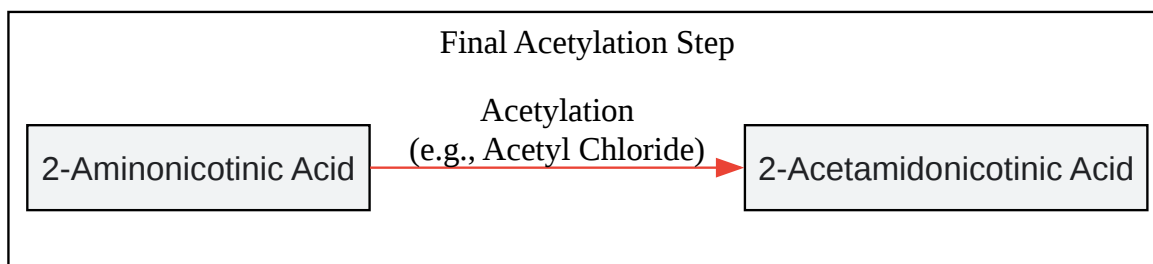 Final Acetylation Step
Acetylation
(e.g., Acetyl Chloride)
2-Aminonicotinic Acid
2-Acetamidonicotinic Acid